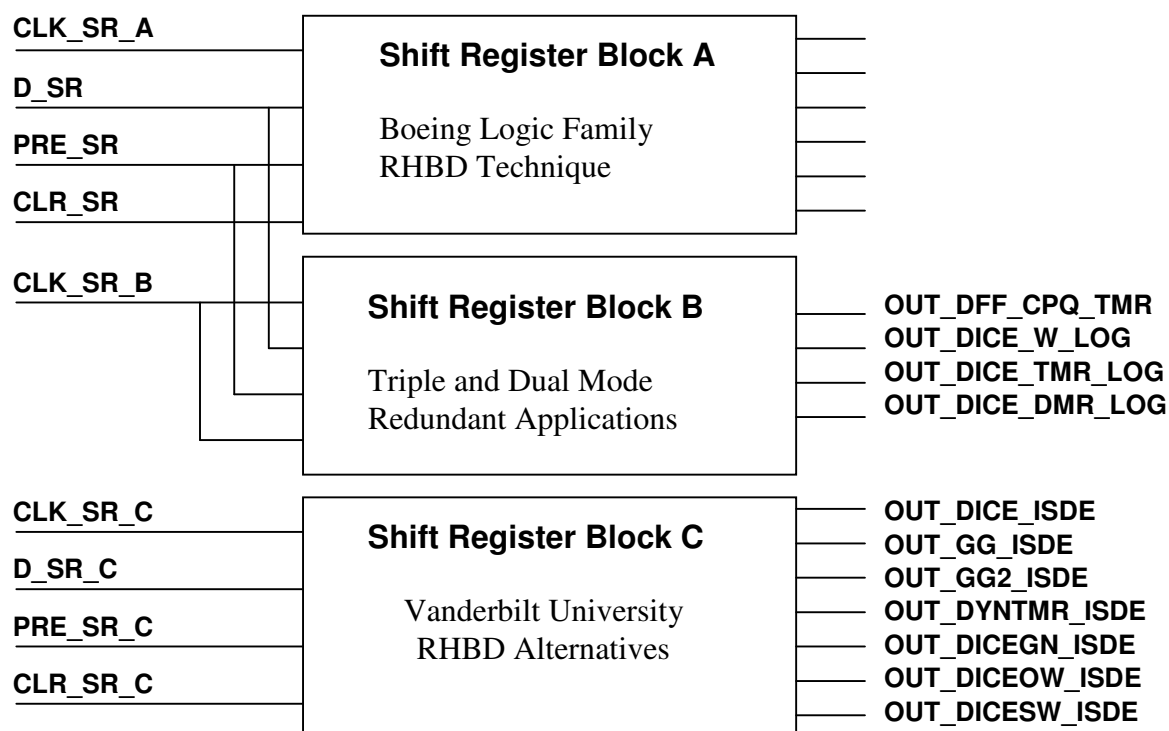 CLK_SR_A
D_SR
PRE_SR
CLR_SR
Shift Register Block A
Boeing Logic Family
RHBD Technique
CLK_SR_B
Shift Register Block B
Triple and Dual Mode
Redundant Applications
OUT_DFF_CPQ_TMR
OUT_DICE_W_LOG
OUT_DICE_TMR_LOG
OUT_DICE_DMR_LOG
CLK_SR_C
D_SR_C
PRE_SR_C
CLR_SR_C
Shift Register Block C
Vanderbilt University
RHBD Alternatives
OUT_DICE_ISDE
OUT_GG_ISDE
OUT_GG2_ISDE
OUT_DYNTMR_ISDE
OUT_DICEGN_ISDE
OUT_DICEOW_ISDE
OUT_DICESW_ISDE